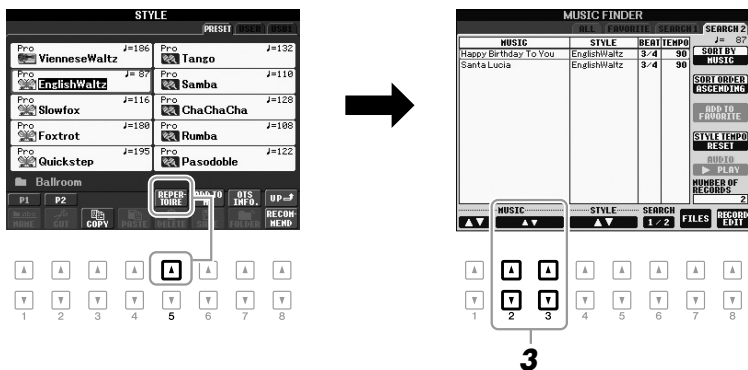 STYLE
PRESET USER USB1
Pro ♩=186 Pro ♩=132
VienneseWaltz Tango
Pro ♩= 87 Pro ♩=110
EnglishWaltz Samba
Pro ♩=116 Pro ♩=128
Slowfox ChaChaCha
Pro ♩=180 Pro ♩=108
Foxtrot Rumba
Pro ♩=195 Pro ♩=122
Quickstep Pasodoble
Ballroom
P1 P2 REPER-TOIRE ADD TO OTS INFO. UP
NAME CUT COPY PASTE DELETE FOLDER RECOM-MEND
1 2 3 4 5 6 7 8
MUSIC FINDER
ALL FAVORITE SEARCH 1 SEARCH 2
♩= 87
MUSIC STYLE BEAT TEMPO
Happy Birthday To You EnglishWaltz 3/4 90
Santa Lucia EnglishWaltz 3/4 90
SORT BY
MUSIC
SORT ORDER
ASCENDING
ADD TO
FAVORITE
STYLE TEMPO
RESET
AUDIO
PLAY
NUMBER OF
RECORDS
2
MUSIC STYLE SEARCH
▲▼ ▲▼ ▲▼ 1/2 FILES RECORD EDIT
1 2 3 4 5 6 7 8
3